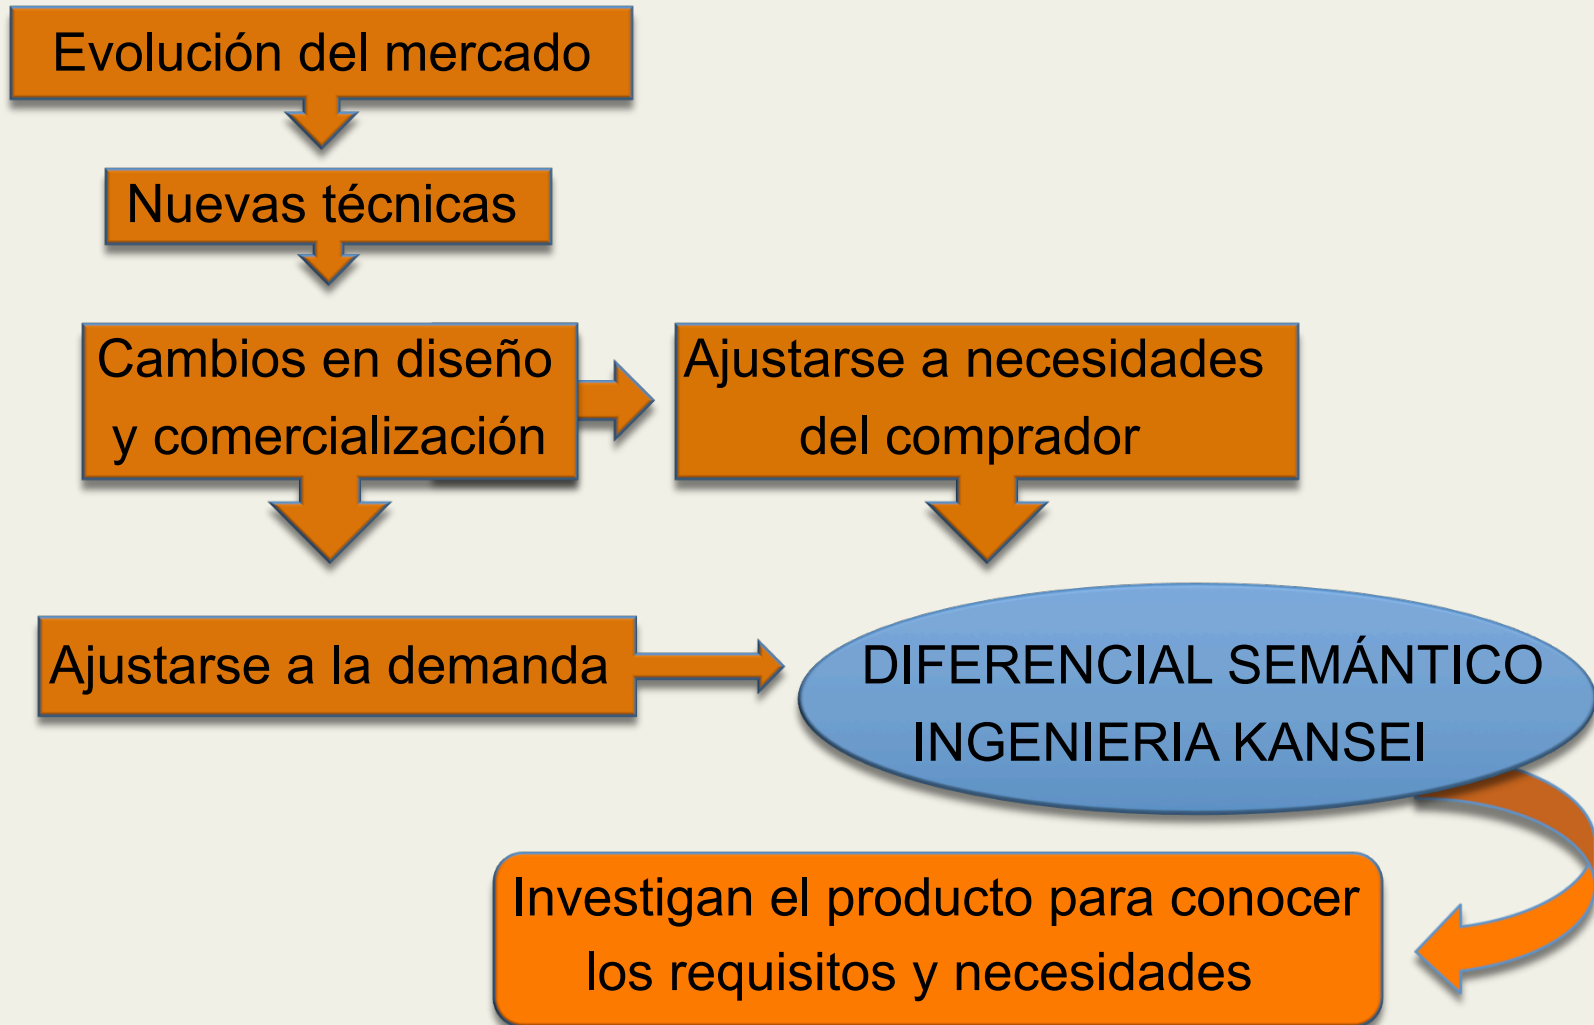 Evolución del mercado
Nuevas técnicas
Cambios en diseño
y comercialización
Ajustarse a necesidades
del comprador
Ajustarse a la demanda
DIFERENCIAL SEMÁNTICO
INGENIERIA KANSEI
Investigan el producto para conocer
los requisitos y necesidades